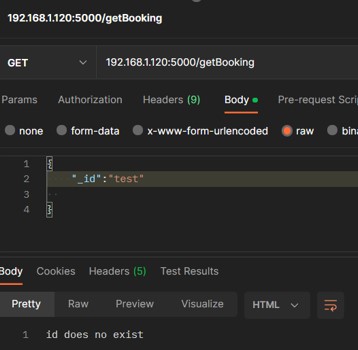 192.168.1.120:5000/getBooking
GET 192.168.1.120:5000/getBooking
Params Authorization Headers (9) Body Pre-request
none form-data x-www-form-urlencoded raw
1 {
2 "_id":"test"
3
4 }
Body Cookies Headers (5) Test Results
Pretty Raw Preview Visualize HTML
1 id does no exist